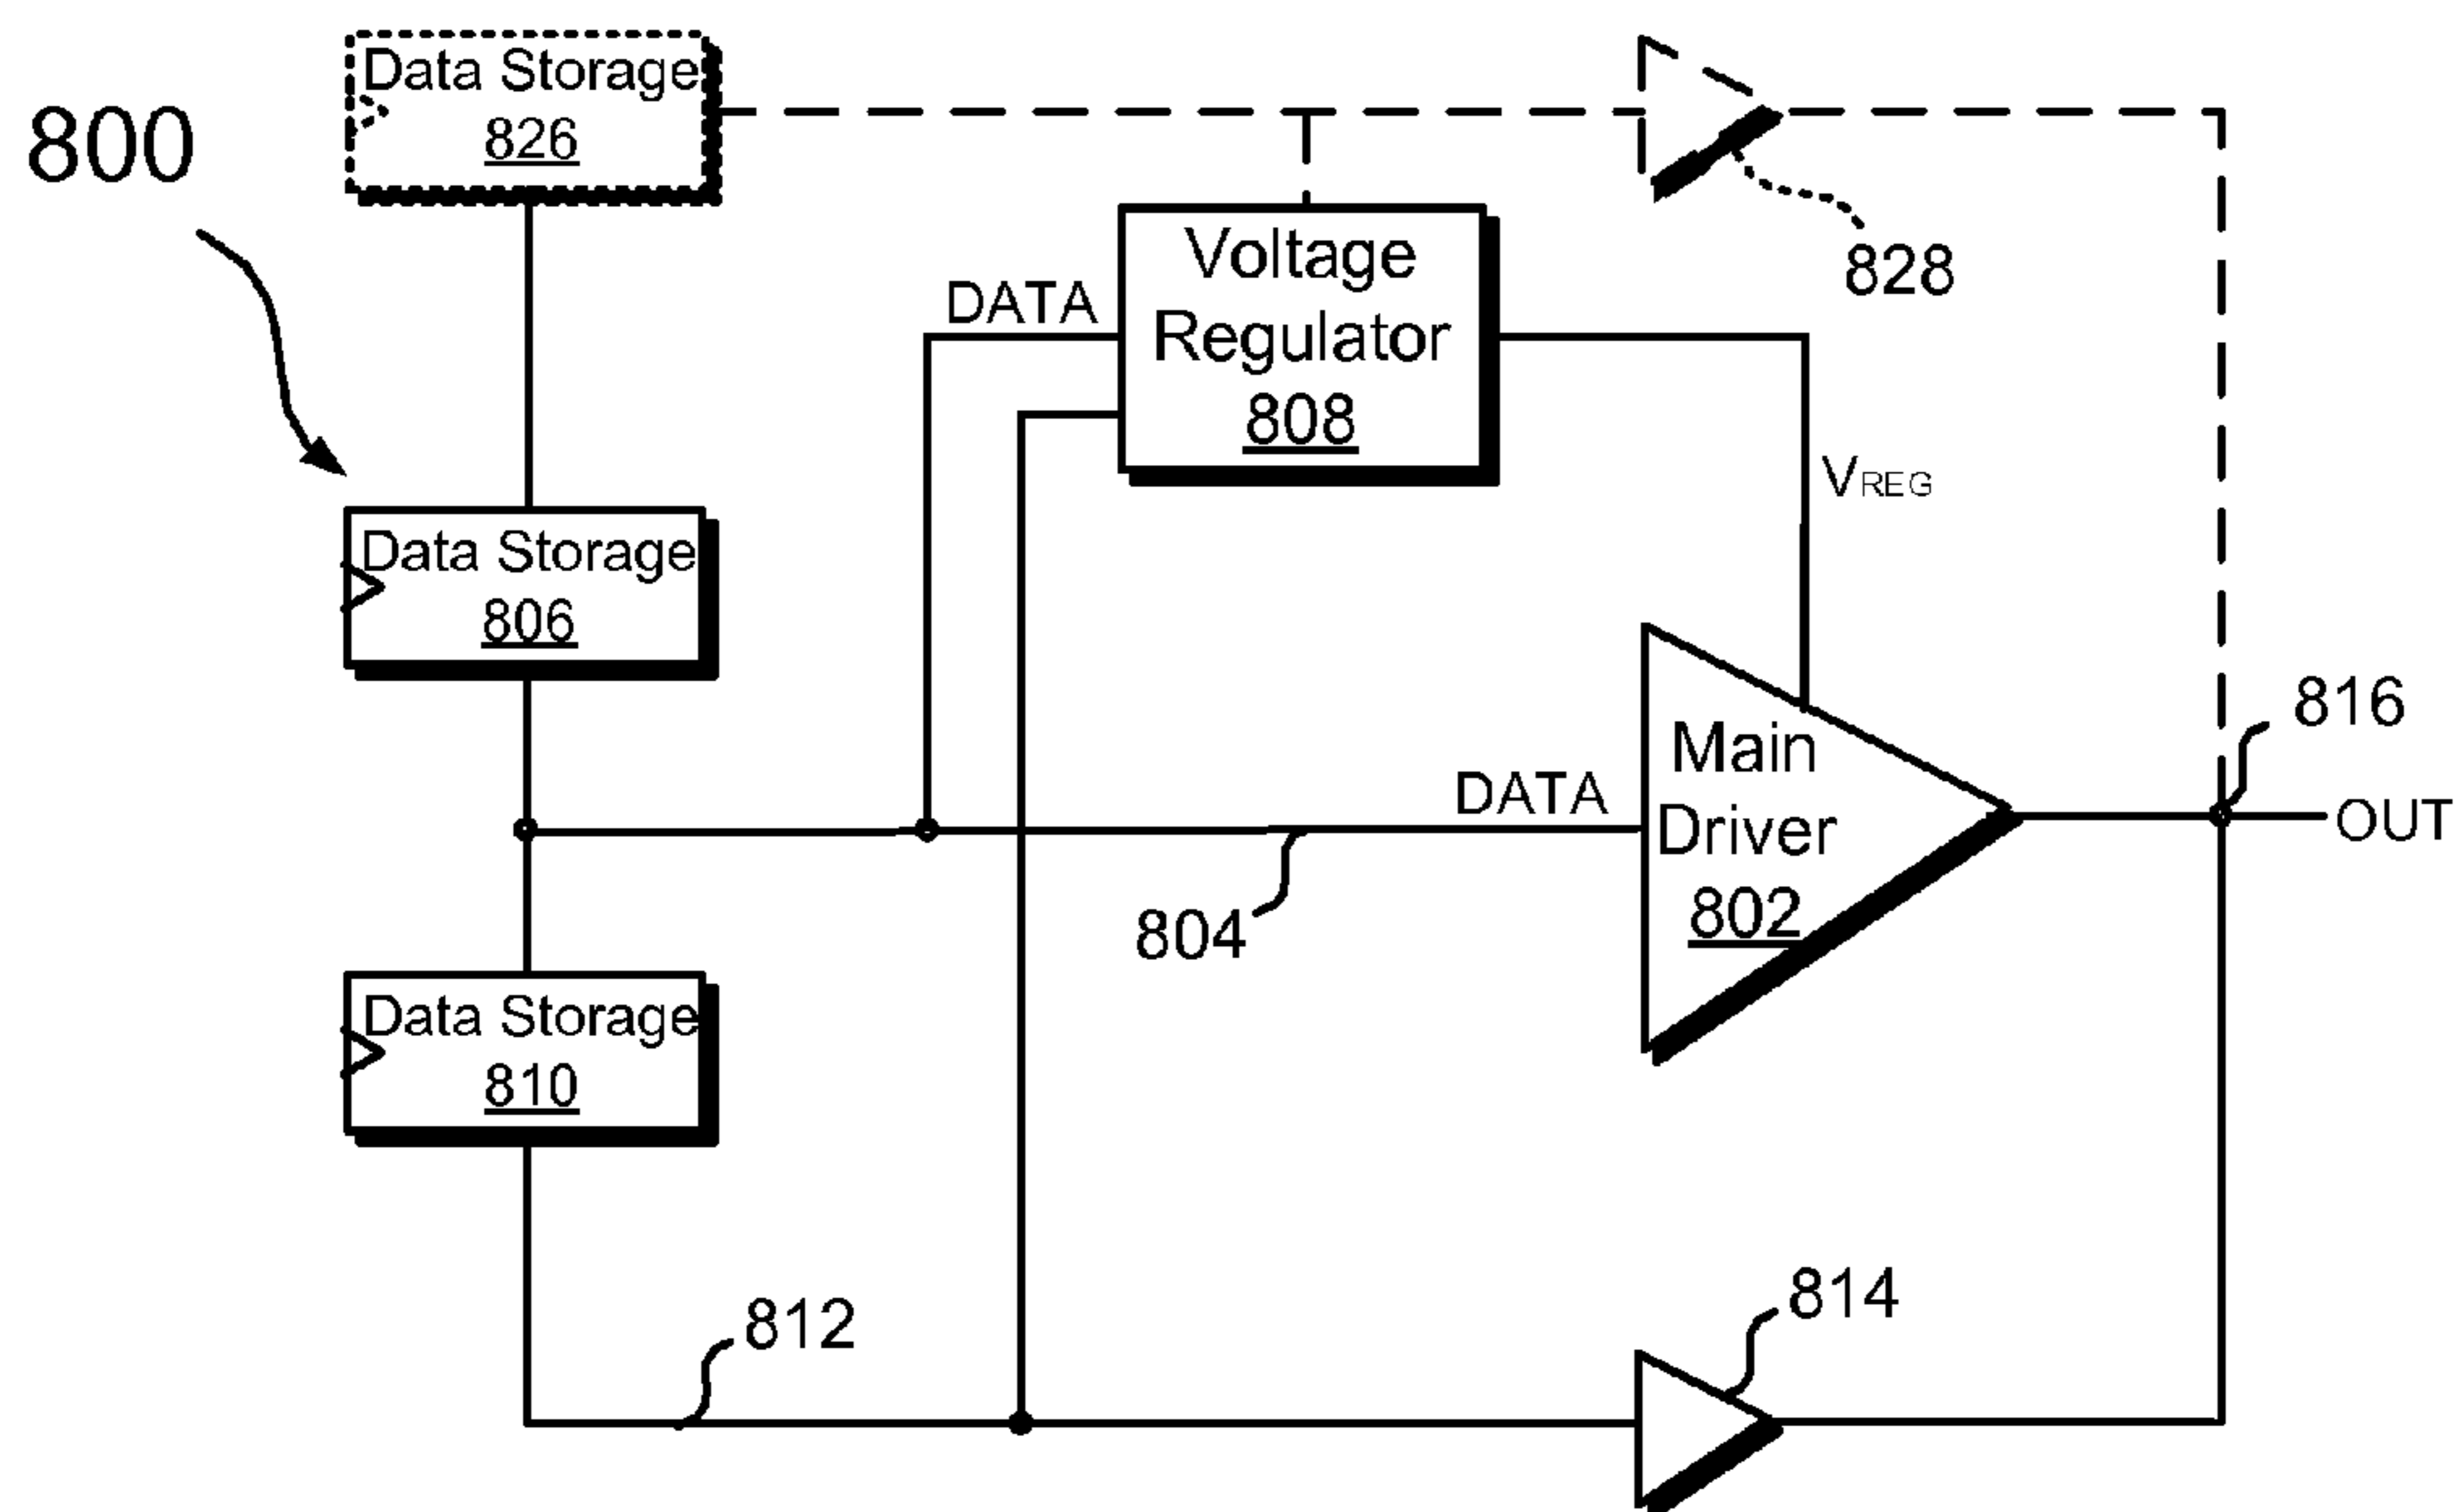 Data Storage
826
800
828
Voltage
Regulator
808
DATA
VREG
Data Storage
806
816
OUT
Main
Driver
802
DATA
804
Data Storage
810
812
814